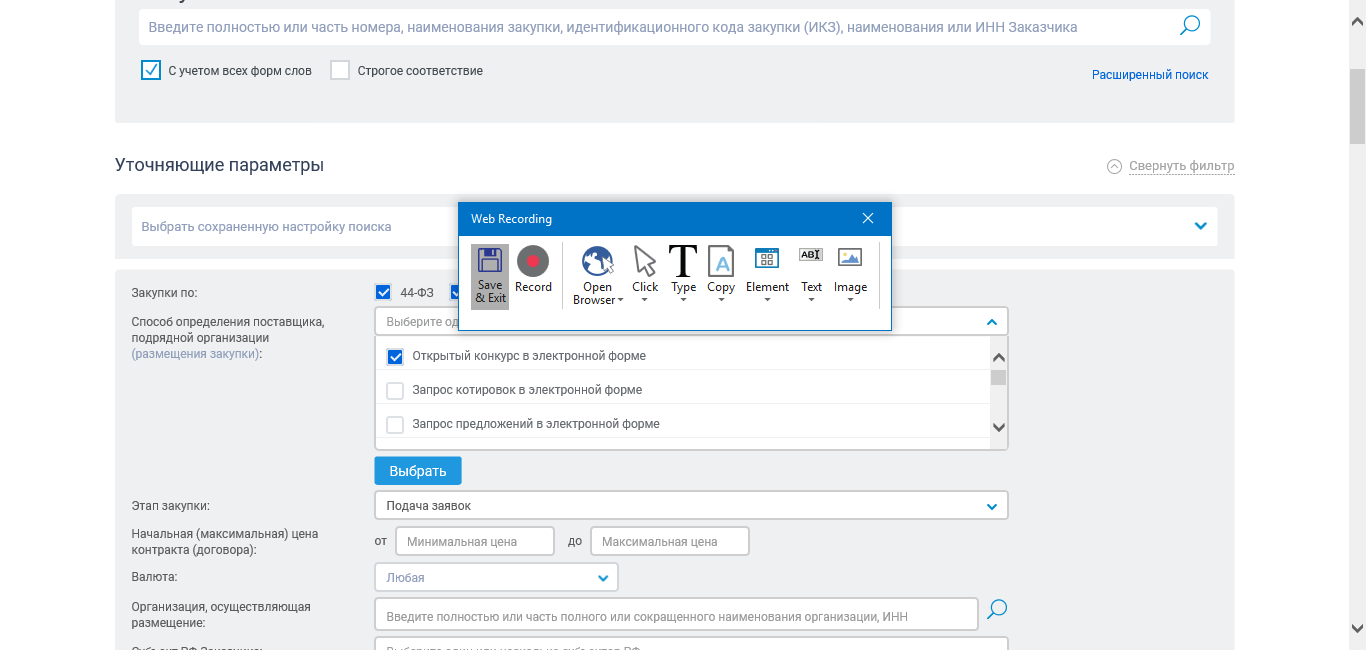 Введите полностью или часть номера, наименования закупки, идентификационного кода закупки (ИКЗ), наименования или ИНН Заказчика
С учетом всех форм слов
Строгое соответствие
Расширенный поиск
Уточняющие параметры
Свернуть фильтр
Выбрать сохраненную настройку поиска
Web Recording
Save & Exit
Record
Open Browser
Click
Type
Copy
Element
Text
Image
ABI
A
Закупки по:
44-ФЗ
Способ определения поставщика,
подрядной организации
(размещения закупки):
Выберите
Открытый конкурс в электронной форме
Запрос котировок в электронной форме
Запрос предложений в электронной форме
Выбрать
Этап закупки:
Подача заявок
Начальная (максимальная) цена
контракта (договора):
от
Минимальная цена
до
Максимальная цена
Валюта:
Любая
Организация, осуществляющая
размещение:
Введите полностью или часть полного или сокращенного наименования организации, ИНН